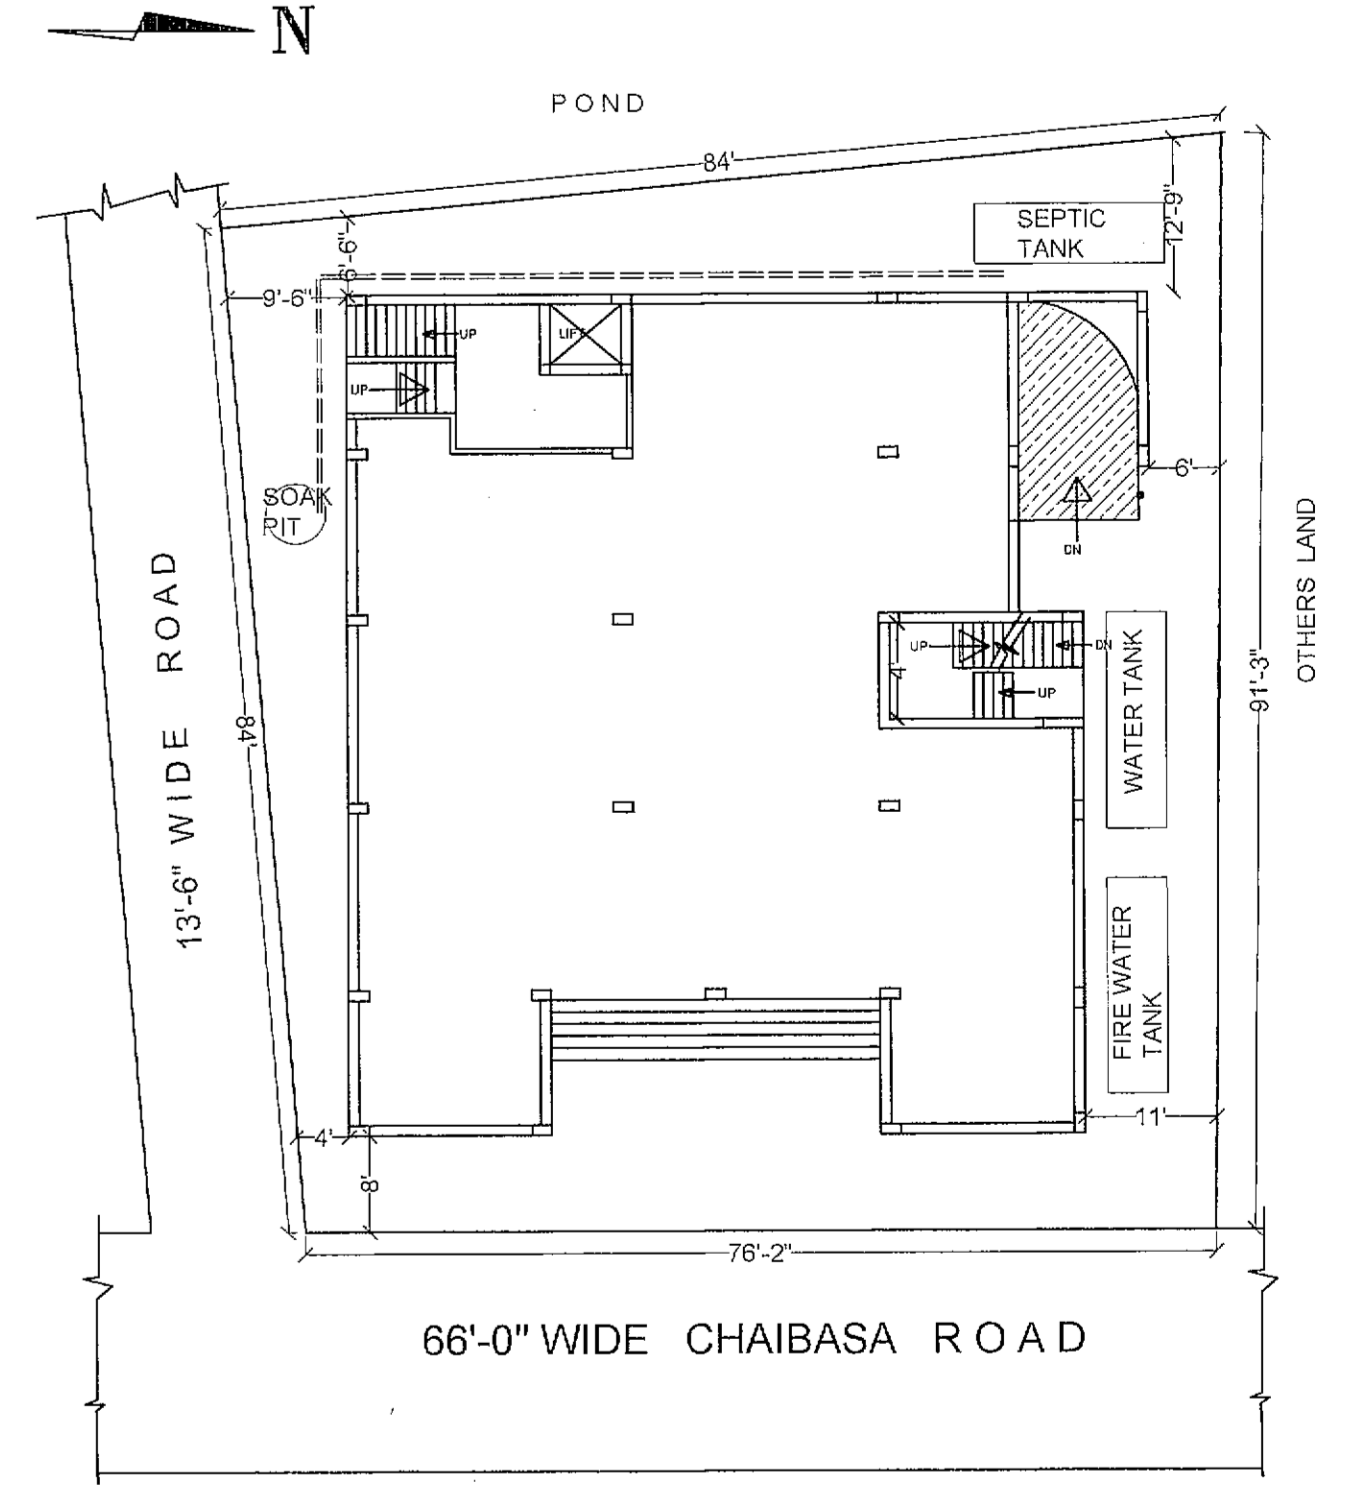 N
POND
84'
12'-9"
SEPTIC
TANK
6'-6"
9'-6"
UP
LIFT
UP
6'
SOAK
PIT
DN
OTHERS LAND
13'-6" WIDE ROAD
84'
UP
DN
4'
UP
WATER TANK
91'-3"
FIRE WATER
TANK
11'
4'
8'
76'-2"
66'-0" WIDE CHAIBASA ROAD